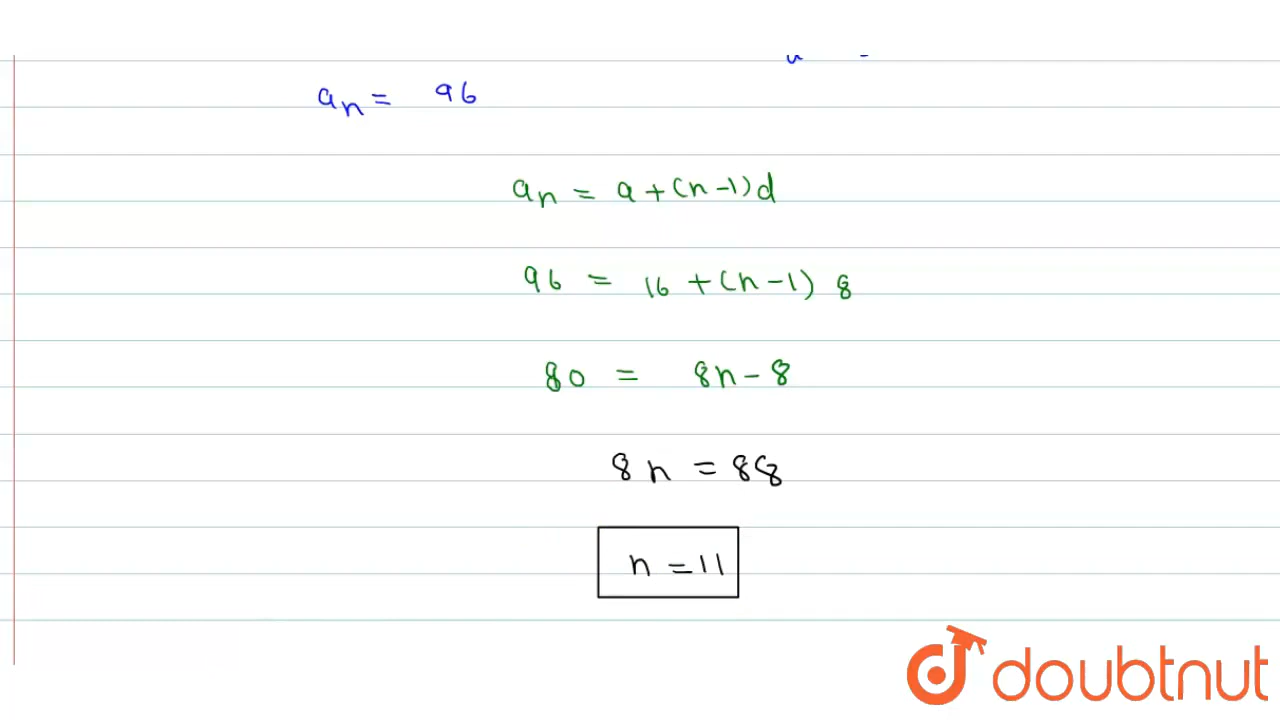 aₙ = 96
aₙ = a + (n-1)d
96 = 16 + (n-1) 8
80 = 8n - 8
8n = 88
n = 11
doubtnut